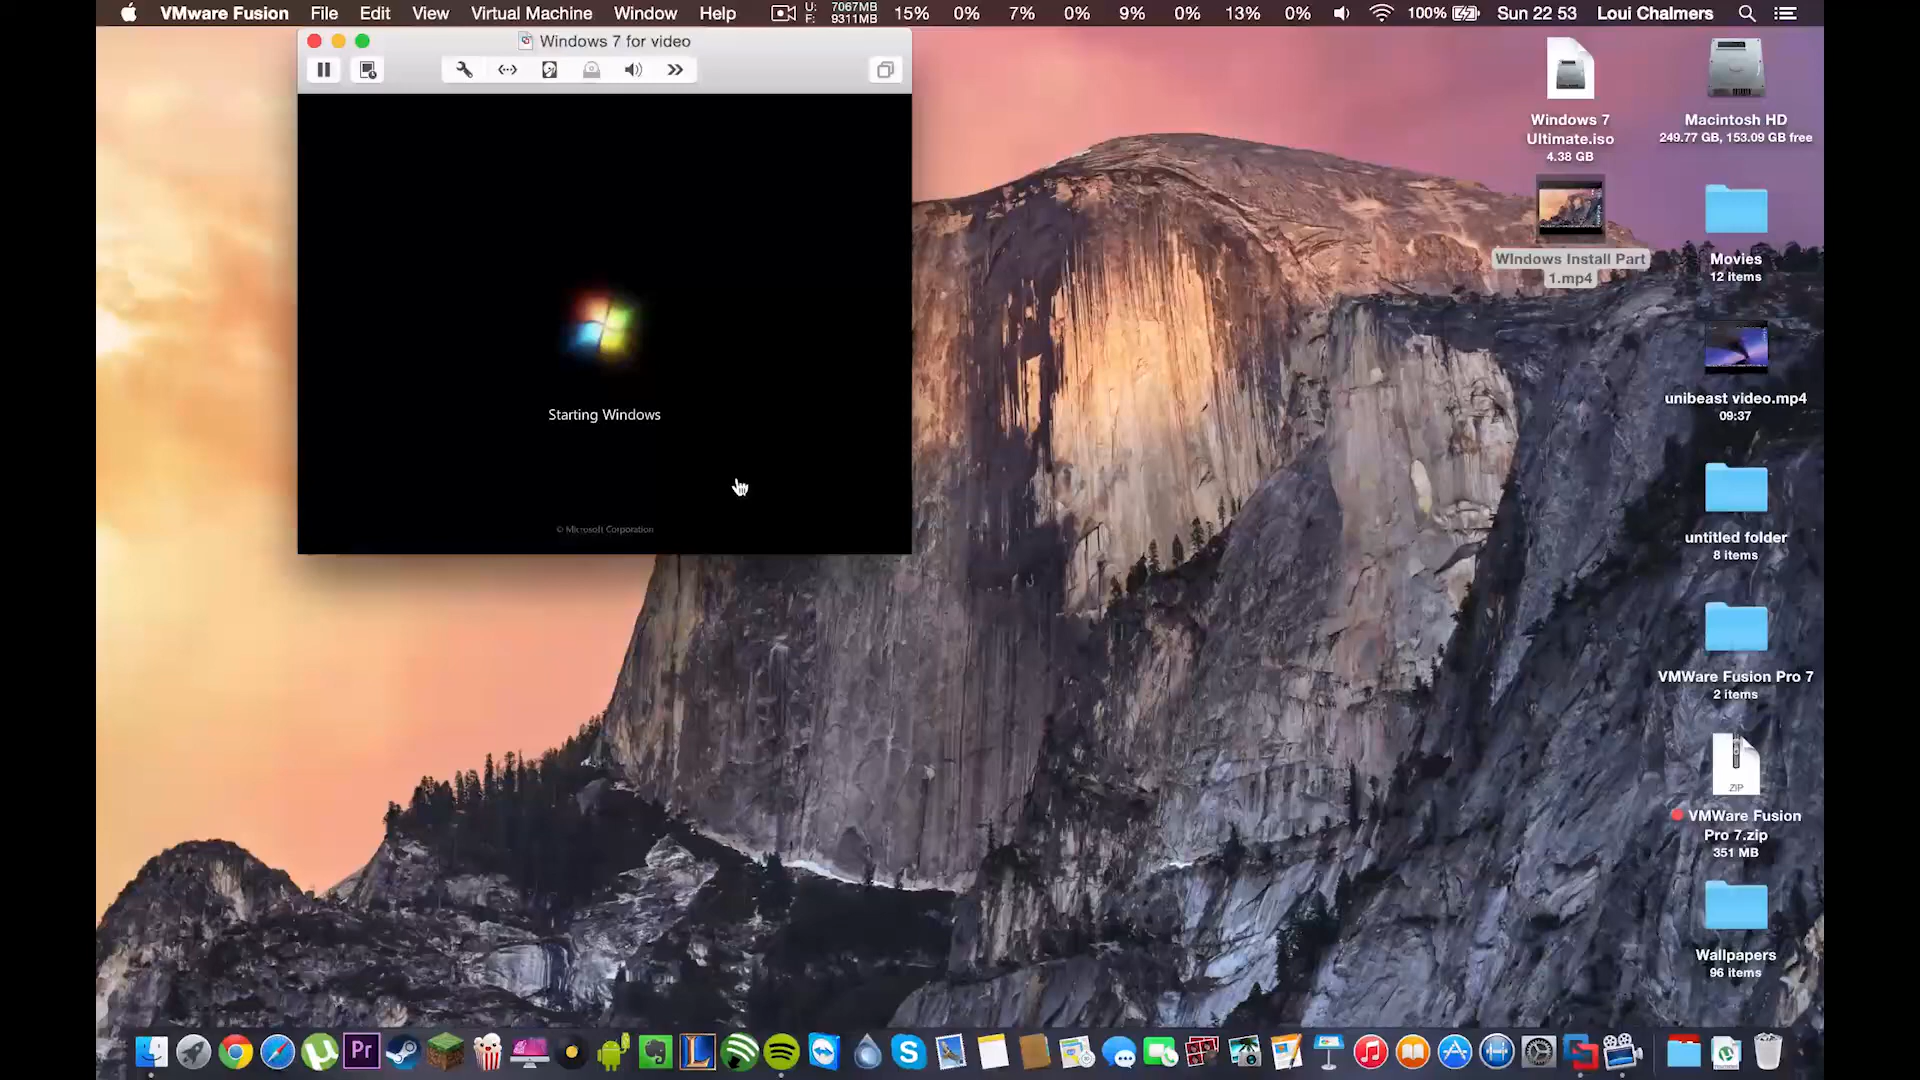 VMware Fusion File Edit View Virtual Machine Window Help U: 7067MB F: 9311MB 15% 0% 7% 0% 9% 0% 13% 0% 100% Sun 22 53 Loui Chalmers
Windows 7 for video
Starting Windows
© Microsoft Corporation
Windows 7
Ultimate.iso
4.38 GB
WIndows Install Part
1.mp4
Macintosh HD
249.77 GB, 153.09 GB free
Movies
12 items
unibeast video.mp4
09:37
untitled folder
8 items
VMWare Fusion Pro 7
2 items
ZIP
VMWare Fusion
Pro 7.zip
351 MB
Wallpapers
96 items
Pr